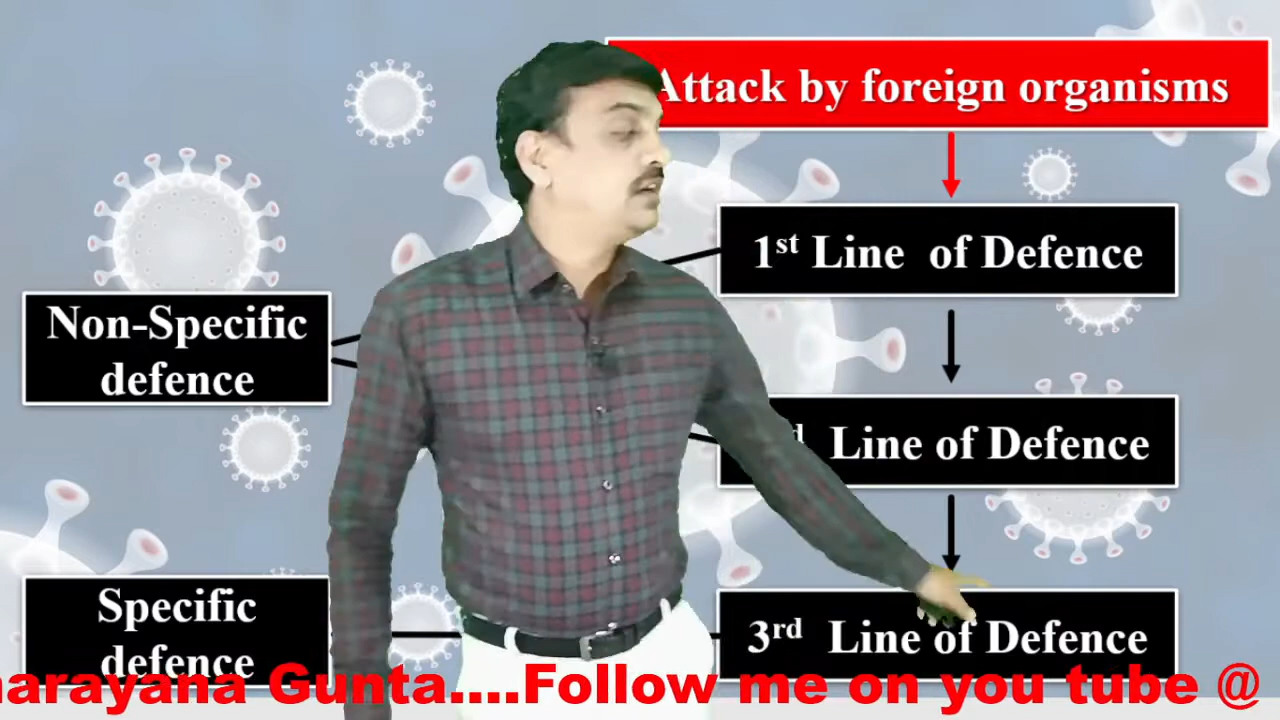 Attack by foreign organisms
1st Line of Defence
Non-Specific
defence
Line of Defence
Specific
defence
3rd Line of Defence
Gunta....Follow me on you tube @